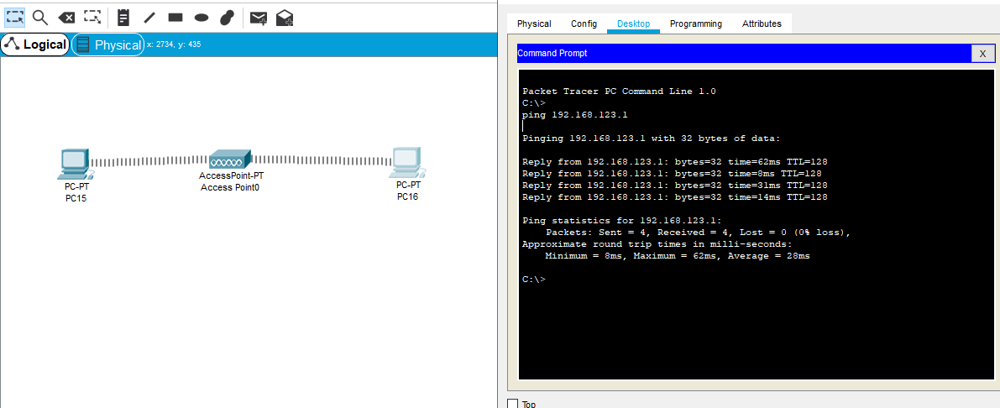 Logical
Physical
x: 2734, y: 435
PC-PT
PC15
AccessPoint-PT
Access Point0
PC-PT
PC16
Physical Config Desktop Programming Attributes
Command Prompt
X
Packet Tracer PC Command Line 1.0
C:\>
ping 192.168.123.1
Pinging 192.168.123.1 with 32 bytes of data:
Reply from 192.168.123.1: bytes=32 time=62ms TTL=128
Reply from 192.168.123.1: bytes=32 time=8ms TTL=128
Reply from 192.168.123.1: bytes=32 time=31ms TTL=128
Reply from 192.168.123.1: bytes=32 time=14ms TTL=128
Ping statistics for 192.168.123.1:
Packets: Sent = 4, Received = 4, Lost = 0 (0% loss),
Approximate round trip times in milli-seconds:
Minimum = 8ms, Maximum = 62ms, Average = 28ms
C:\>
Top